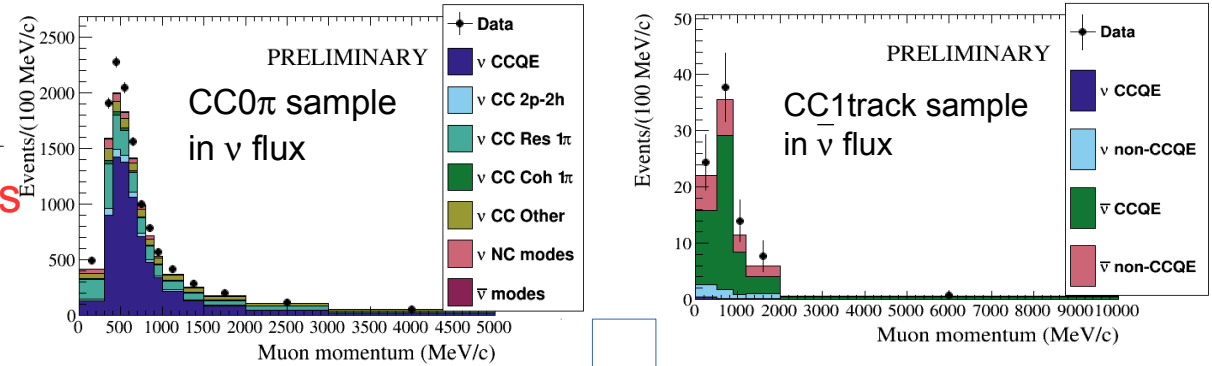 s
Events/(100 MeV/c)
2500
2000
1500
1000
500
0
PRELIMINARY
CC0π sample
in ν flux
Data
ν CCQE
ν CC 2p-2h
ν CC Res 1π
ν CC Coh 1π
ν CC Other
ν NC modes
ν̅ modes
0 500 1000 1500 2000 2500 3000 3500 4000 4500 5000
Muon momentum (MeV/c)
Events/(100 MeV/c)
50
40
30
20
10
0
PRELIMINARY
CC1track sample
in ν̅ flux
Data
ν CCQE
ν non-CCQE
ν̅ CCQE
ν̅ non-CCQE
0 1000 2000 3000 4000 5000 6000 7000 8000 9000 10000
Muon momentum (MeV/c)